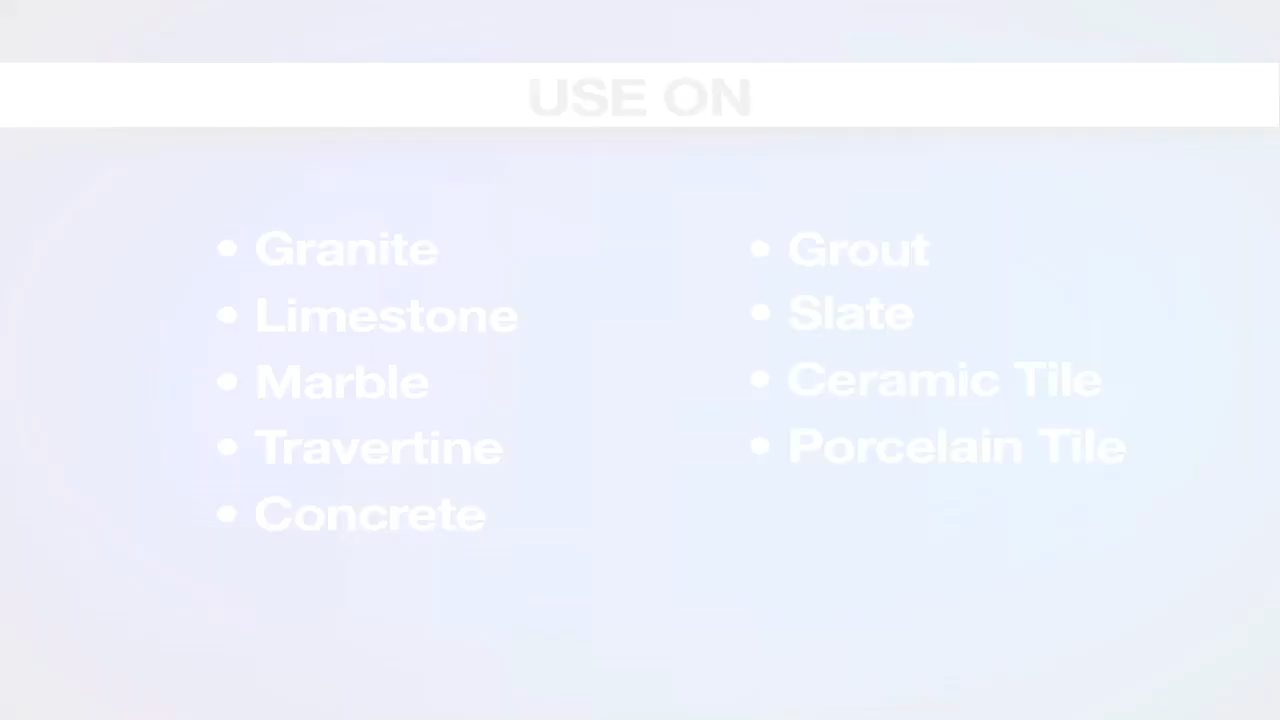 USE ON
• Granite
• Limestone
• Marble
• Travertine
• Concrete
• Grout
• Slate
• Ceramic Tile
• Porcelain Tile